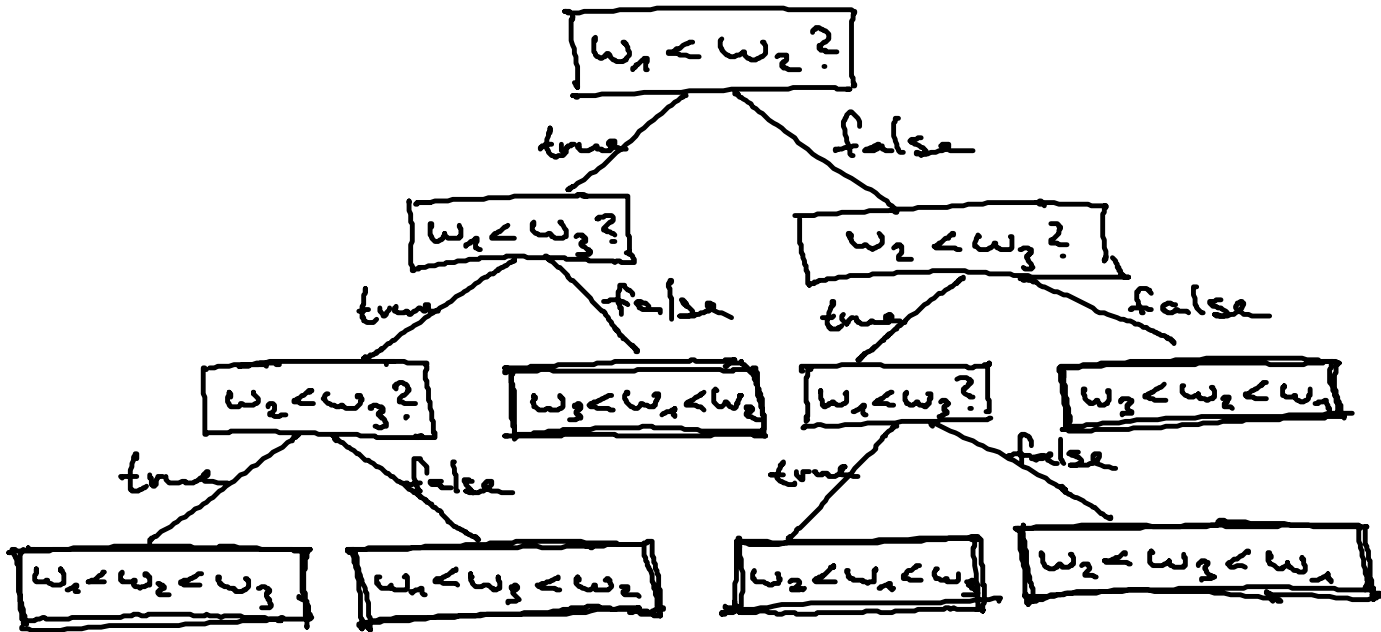 w₁ < w₂ ?
true false
w₁ < w₃ ? w₂ < w₃ ?
true false true false
w₂ < w₃ ? w₃ < w₁ < w₂ w₁ < w₃ ? w₃ < w₂ < w₁
true false true false
w₁ < w₂ < w₃ w₁ < w₃ < w₂ w₂ < w₁ < w₃ w₂ < w₃ < w₁